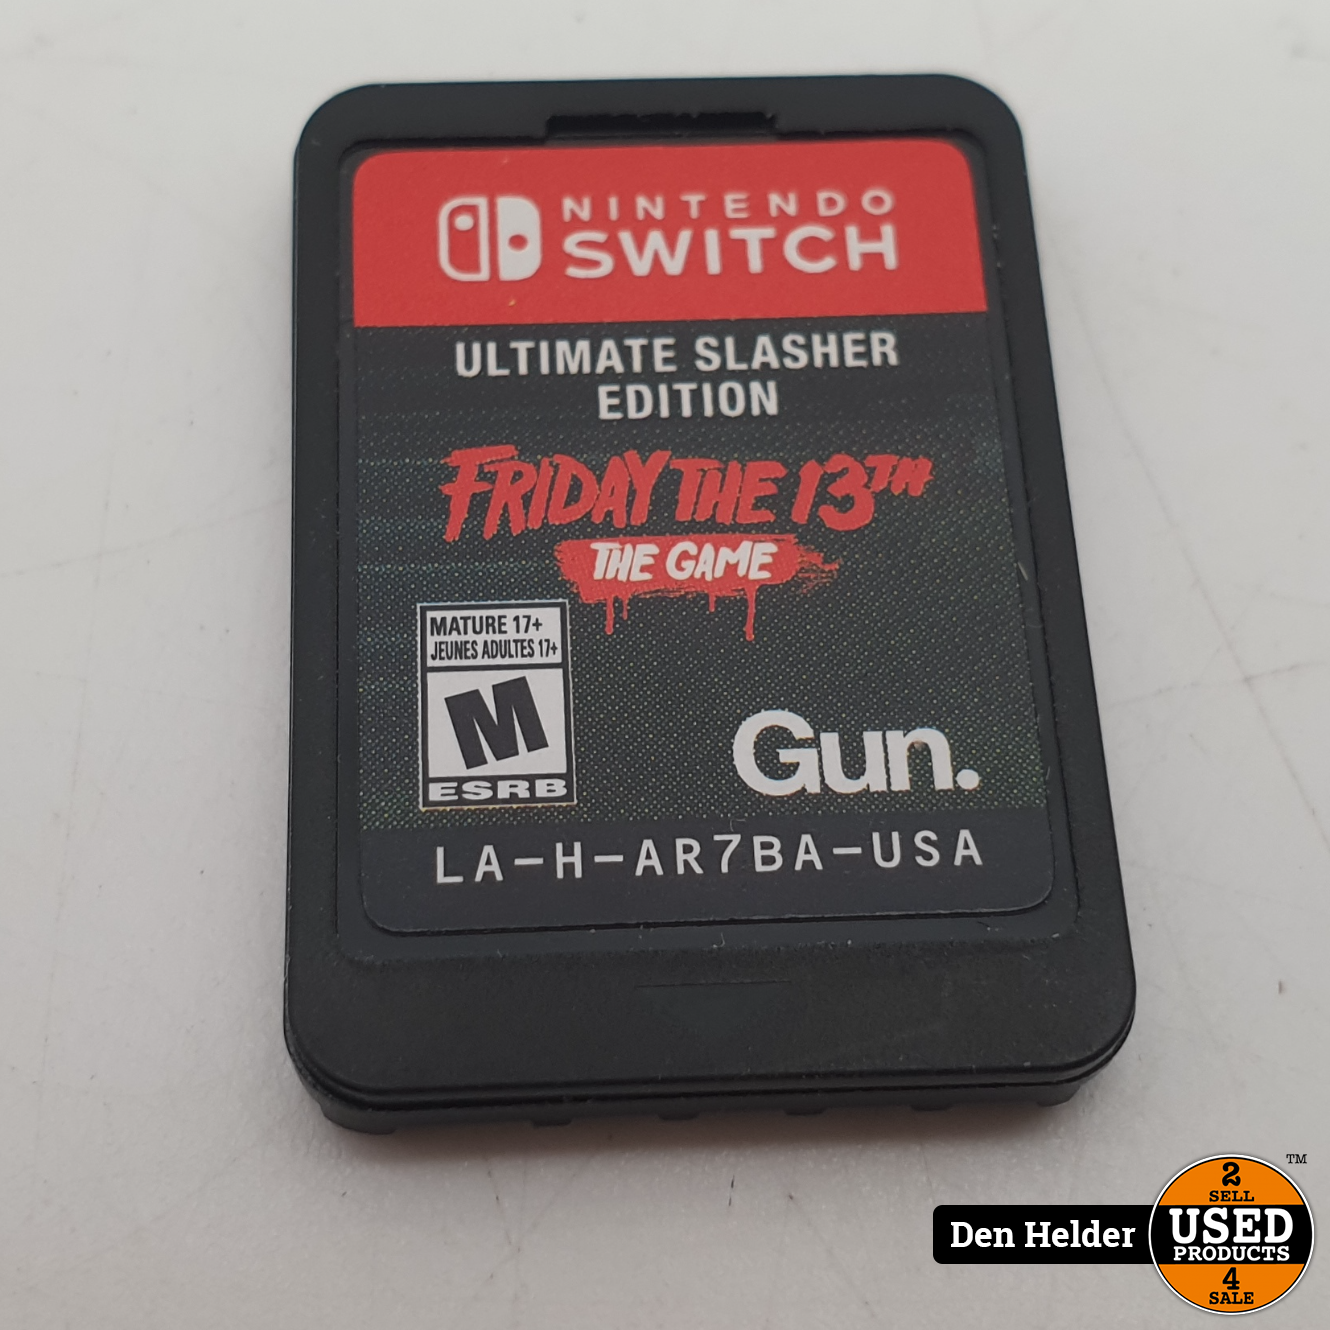 NINTENDO
SWITCH
ULTIMATE SLASHER
EDITION
FRIDAY THE 13TH
THE GAME
MATURE 17+
JEUNES ADULTES 17+
M
ESRB
Gun.
LA-H-AR7BA-USA
Den Helder
2
SELL
USED
PRODUCTS
4
SALE
TM